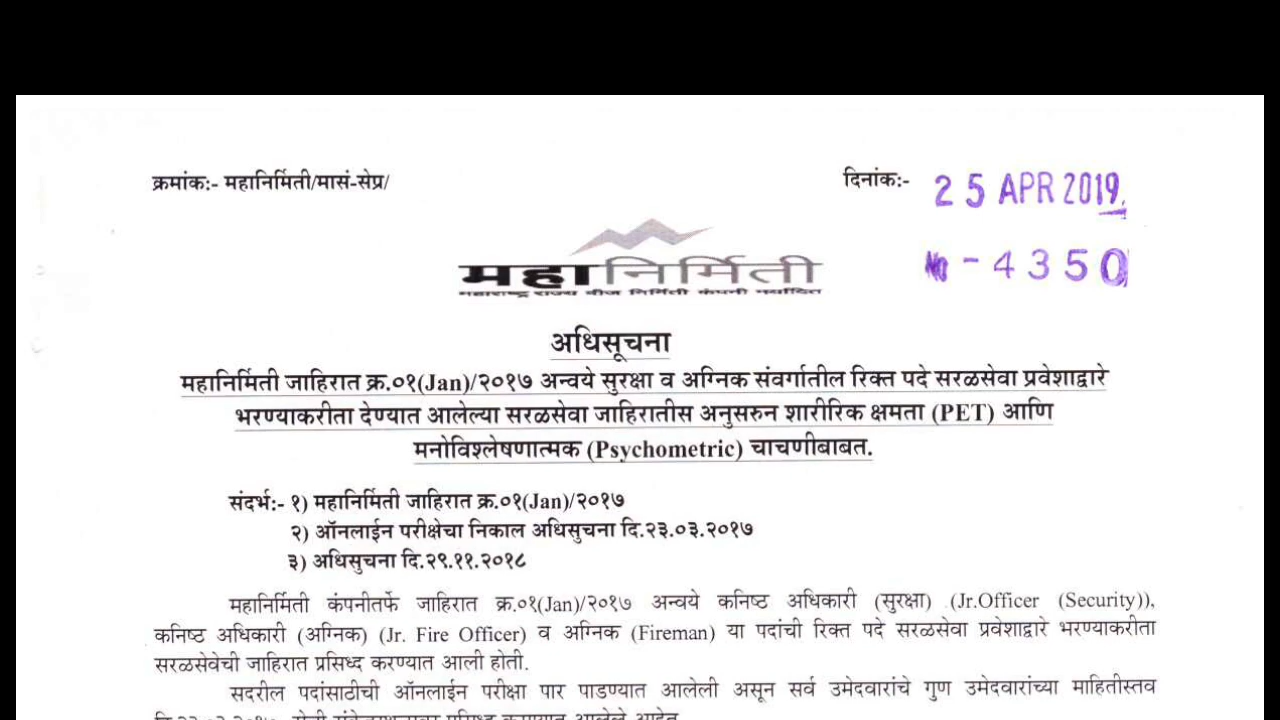 क्रमांक:- महानिर्मिती/मासं-सेप्र/
दिनांक:- 25 APR 2019
- 4350
महानिर्मिती
महाराष्ट्र राज्य वीज निर्मिती कंपनी मर्यादित
अधिसूचना
महानिर्मिती जाहिरात क्र.०१(Jan)/२०१७ अन्वये सुरक्षा व अग्निक संवर्गातील रिक्त पदे सरळसेवा प्रवेशाद्वारे
भरण्याकरीता देण्यात आलेल्या सरळसेवा जाहिरातीस अनुसरुन शारीरिक क्षमता (PET) आणि
मनोविश्लेषणात्मक (Psychometric) चाचणीबाबत.
संदर्भ:- १) महानिर्मिती जाहिरात क्र.०१(Jan)/२०१७
२) ऑनलाईन परीक्षेचा निकाल अधिसूचना दि.२३.०३.२०१७
३) अधिसुचना दि.२९.११.२०१८
महानिर्मिती कंपनीतर्फे जाहिरात क्र.०१(Jan)/२०१७ अन्वये कनिष्ठ अधिकारी (सुरक्षा) (Jr.Officer (Security)),
कनिष्ठ अधिकारी (अग्निक) (Jr. Fire Officer) व अग्निक (Fireman) या पदांची रिक्त पदे सरळसेवा प्रवेशाद्वारे भरण्याकरीता
सरळसेवेची जाहिरात प्रसिध्द करण्यात आली होती.
सदरील पदांसाठीची ऑनलाईन परीक्षा पार पाडण्यात आलेली असून सर्व उमेदवारांचे गुण उमेदवारांच्या माहितीस्तव